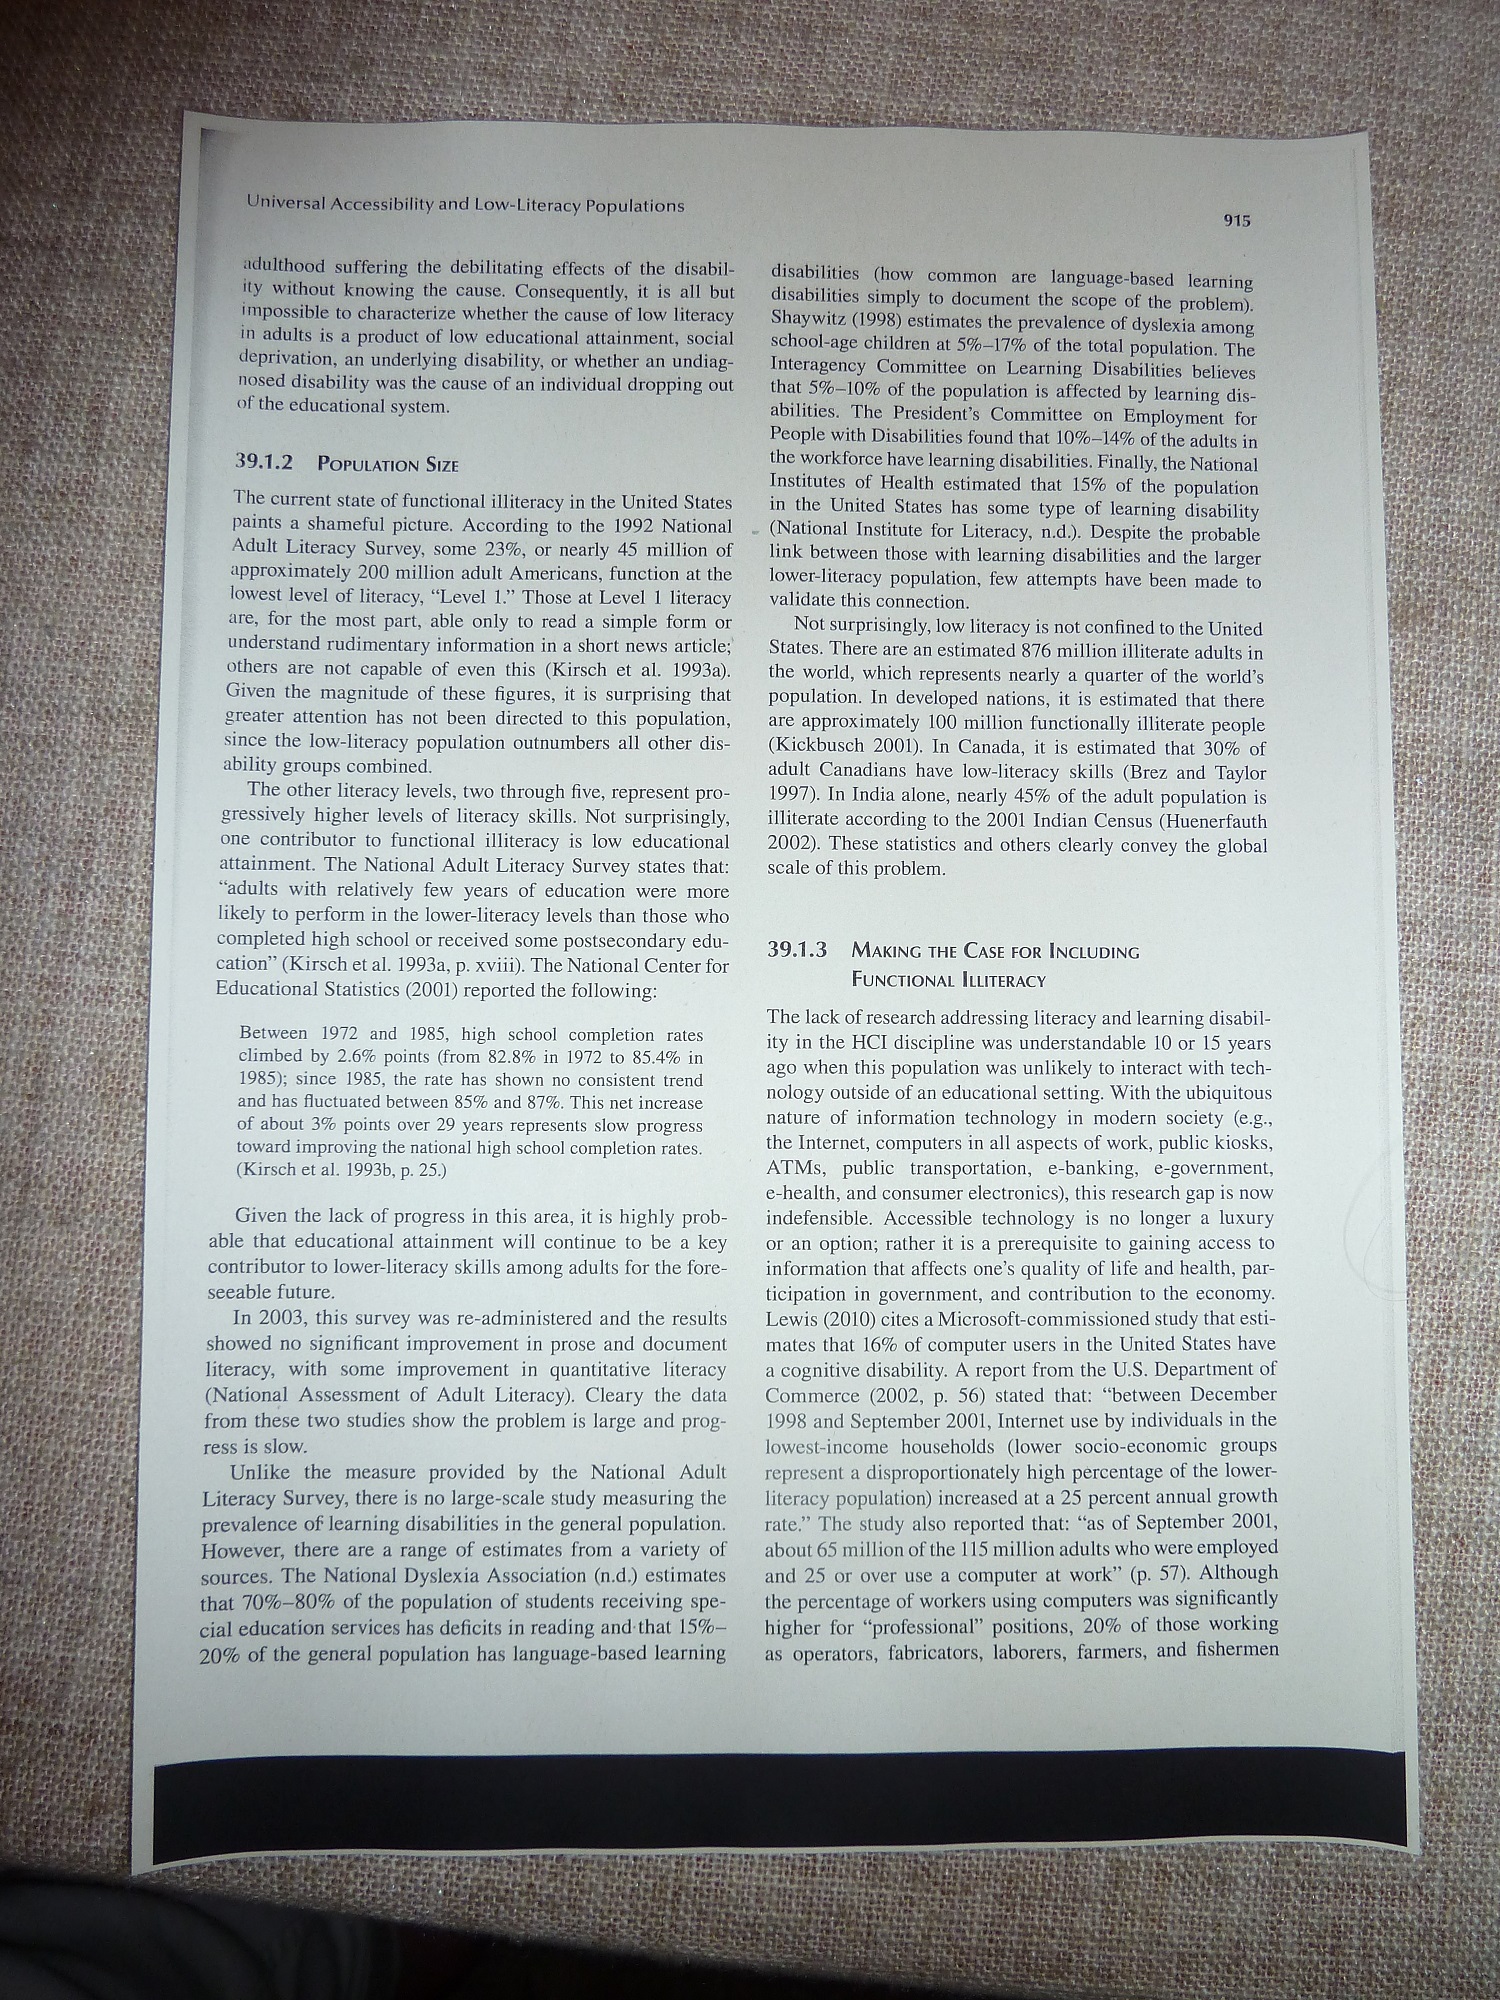 Universal Accessibility and Low-Literacy Populations
915
adulthood suffering the debilitating effects of the disabil-
ity without knowing the cause. Consequently, it is all but
impossible to characterize whether the cause of low literacy
in adults is a product of low educational attainment, social
deprivation, an underlying disability, or whether an undiag-
nosed disability was the cause of an individual dropping out
of the educational system.
39.1.2 Population Size
The current state of functional illiteracy in the United States
paints a shameful picture. According to the 1992 National
Adult Literacy Survey, some 23%, or nearly 45 million of
approximately 200 million adult Americans, function at the
lowest level of literacy, “Level 1.” Those at Level 1 literacy
are, for the most part, able only to read a simple form or
understand rudimentary information in a short news article;
others are not capable of even this (Kirsch et al. 1993a).
Given the magnitude of these figures, it is surprising that
greater attention has not been directed to this population,
since the low-literacy population outnumbers all other dis-
ability groups combined.
The other literacy levels, two through five, represent pro-
gressively higher levels of literacy skills. Not surprisingly,
one contributor to functional illiteracy is low educational
attainment. The National Adult Literacy Survey states that:
“adults with relatively few years of education were more
likely to perform in the lower-literacy levels than those who
completed high school or received some postsecondary edu-
cation” (Kirsch et al. 1993a, p. xviii). The National Center for
Educational Statistics (2001) reported the following:
Between 1972 and 1985, high school completion rates
climbed by 2.6% points (from 82.8% in 1972 to 85.4% in
1985); since 1985, the rate has shown no consistent trend
and has fluctuated between 85% and 87%. This net increase
of about 3% points over 29 years represents slow progress
toward improving the national high school completion rates.
(Kirsch et al. 1993b, p. 25.)
Given the lack of progress in this area, it is highly prob-
able that educational attainment will continue to be a key
contributor to lower-literacy skills among adults for the fore-
seeable future.
In 2003, this survey was re-administered and the results
showed no significant improvement in prose and document
literacy, with some improvement in quantitative literacy
(National Assessment of Adult Literacy). Cleary the data
from these two studies show the problem is large and prog-
ress is slow.
Unlike the measure provided by the National Adult
Literacy Survey, there is no large-scale study measuring the
prevalence of learning disabilities in the general population.
However, there are a range of estimates from a variety of
sources. The National Dyslexia Association (n.d.) estimates
that 70%–80% of the population of students receiving spe-
cial education services has deficits in reading and that 15%–
20% of the general population has language-based learning
disabilities (how common are language-based learning
disabilities simply to document the scope of the problem).
Shaywitz (1998) estimates the prevalence of dyslexia among
school-age children at 5%–17% of the total population. The
Interagency Committee on Learning Disabilities believes
that 5%–10% of the population is affected by learning dis-
abilities. The President’s Committee on Employment for
People with Disabilities found that 10%–14% of the adults in
the workforce have learning disabilities. Finally, the National
Institutes of Health estimated that 15% of the population
in the United States has some type of learning disability
(National Institute for Literacy, n.d.). Despite the probable
link between those with learning disabilities and the larger
lower-literacy population, few attempts have been made to
validate this connection.
Not surprisingly, low literacy is not confined to the United
States. There are an estimated 876 million illiterate adults in
the world, which represents nearly a quarter of the world’s
population. In developed nations, it is estimated that there
are approximately 100 million functionally illiterate people
(Kickbusch 2001). In Canada, it is estimated that 30% of
adult Canadians have low-literacy skills (Brez and Taylor
1997). In India alone, nearly 45% of the adult population is
illiterate according to the 2001 Indian Census (Huenerfauth
2002). These statistics and others clearly convey the global
scale of this problem.
39.1.3 Making the Case for Including
Functional Illiteracy
The lack of research addressing literacy and learning disabil-
ity in the HCI discipline was understandable 10 or 15 years
ago when this population was unlikely to interact with tech-
nology outside of an educational setting. With the ubiquitous
nature of information technology in modern society (e.g.,
the Internet, computers in all aspects of work, public kiosks,
ATMs, public transportation, e-banking, e-government,
e-health, and consumer electronics), this research gap is now
indefensible. Accessible technology is no longer a luxury
or an option; rather it is a prerequisite to gaining access to
information that affects one’s quality of life and health, par-
ticipation in government, and contribution to the economy.
Lewis (2010) cites a Microsoft-commissioned study that esti-
mates that 16% of computer users in the United States have
a cognitive disability. A report from the U.S. Department of
Commerce (2002, p. 56) stated that: “between December
1998 and September 2001, Internet use by individuals in the
lowest-income households (lower socio-economic groups
represent a disproportionately high percentage of the lower-
literacy population) increased at a 25 percent annual growth
rate.” The study also reported that: “as of September 2001,
about 65 million of the 115 million adults who were employed
and 25 or over use a computer at work” (p. 57). Although
the percentage of workers using computers was significantly
higher for “professional” positions, 20% of those working
as operators, fabricators, laborers, farmers, and fishermen